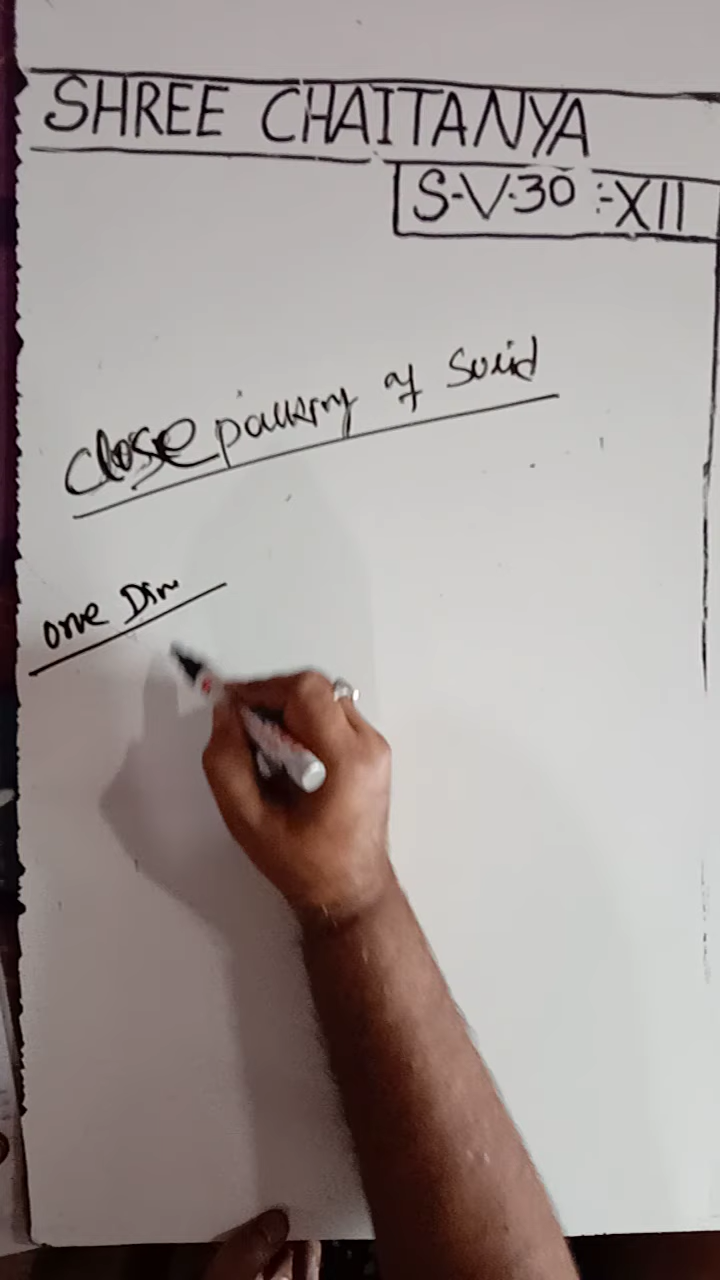 SHREE CHAITANYA
S-V-30 :-XII
Close packing of Solid
One Dim